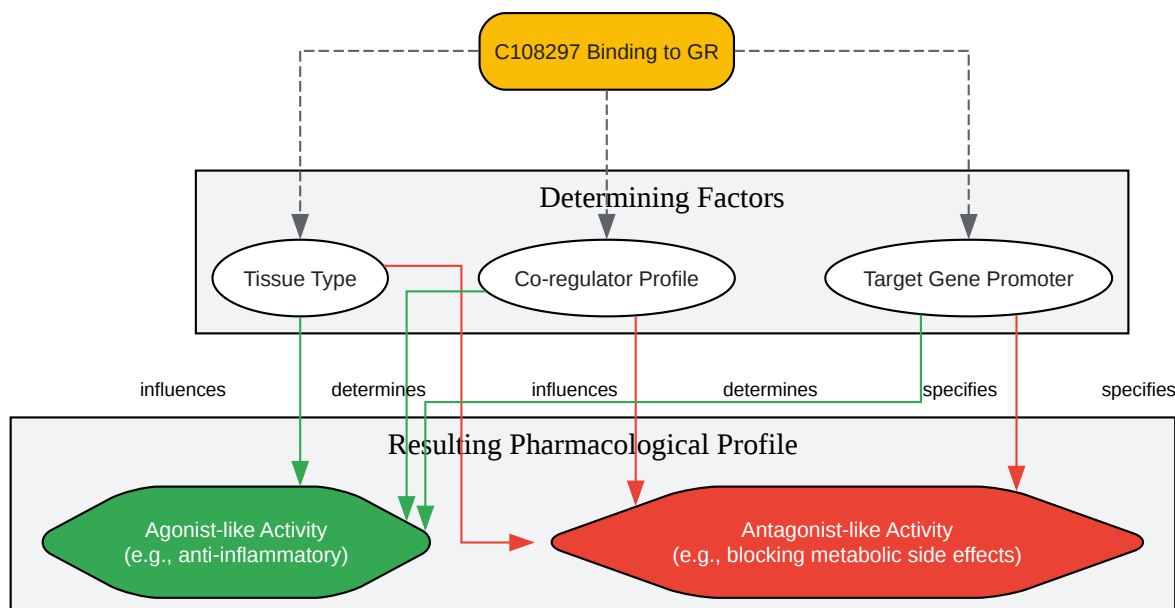 C108297 Binding to GR
Determining Factors
Tissue Type
Co-regulator Profile
Target Gene Promoter
influences
determines
influences
determines
specifies
specifies
Resulting Pharmacological Profile
Agonist-like Activity
(e.g., anti-inflammatory)
Antagonist-like Activity
(e.g., blocking metabolic side effects)